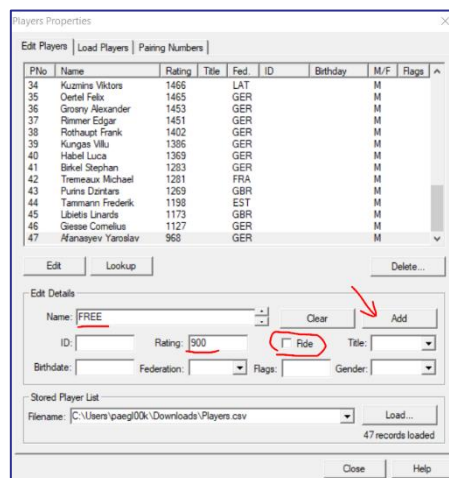 Players Properties
Edit Players Load Players Pairing Numbers
PNo Name Rating Title Fed. ID Birthday M/F Flags
34 Kuzmins Viktors 1466 LAT M
35 Oertel Felix 1465 GER M
36 Grosny Alexander 1453 GER M
37 Rimmer Edgar 1451 GER M
38 Rothaupt Frank 1402 GER M
39 Kungas Villu 1386 GER M
40 Habel Luca 1369 GER M
41 Birkel Stephan 1283 GER M
42 Tremeaux Michael 1281 FRA M
43 Purins Dzintars 1269 GBR M
44 Tammann Frederik 1198 EST M
45 Libietis Linards 1173 GBR M
46 Giesse Cornelius 1127 GER M
47 Afanasyev Yaroslav 968 GER M
Edit Lookup Delete...
Edit Details
Name: FREE Clear Add
ID: Rating: 900 Fide Title:
Birthdate: Federation: Flags: Gender:
Stored Player List
Filename: C:\Users\paegl00k\Downloads\Players.csv Load...
47 records loaded
Close Help